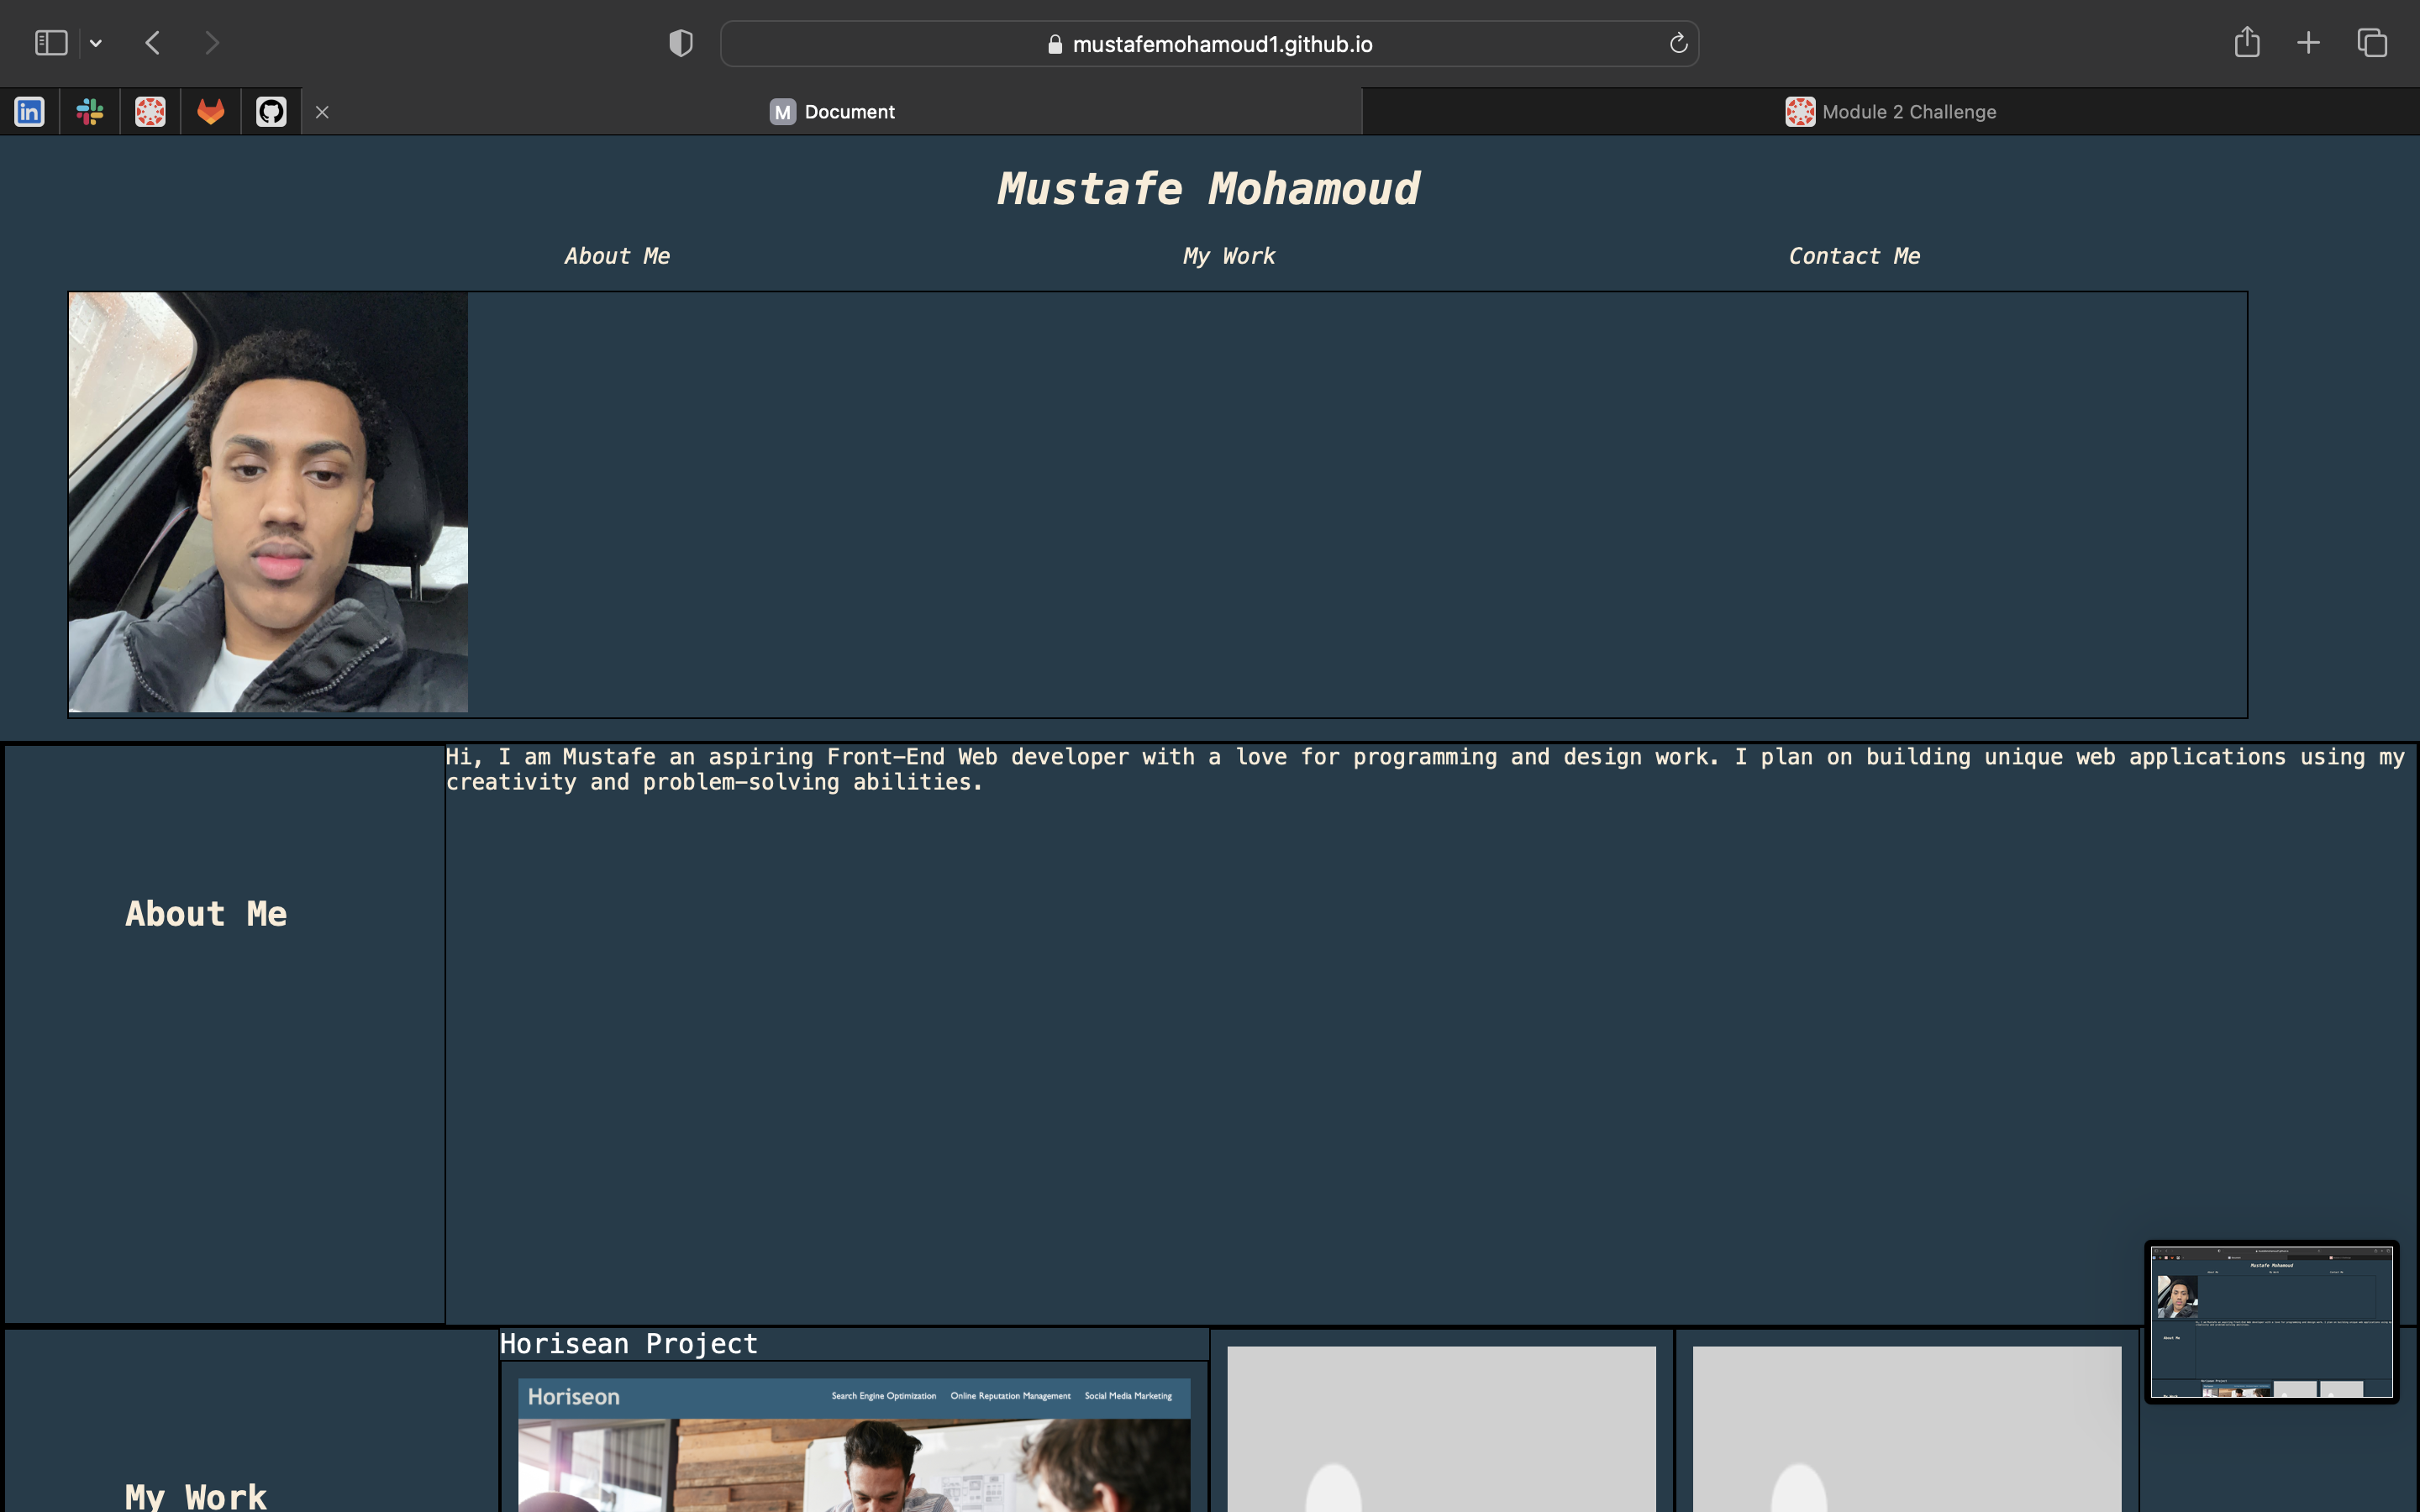 mustafemohamoud1.github.io
M Document
Module 2 Challenge
Mustafe Mohamoud
About Me My Work Contact Me
Hi, I am Mustafe an aspiring Front-End Web developer with a love for programming and design work. I plan on building unique web applications using my
creativity and problem-solving abilities.
About Me
Horisean Project
Horiseon Search Engine Optimization Online Reputation Management Social Media Marketing
My Work
in
Mustafe Mohamoud